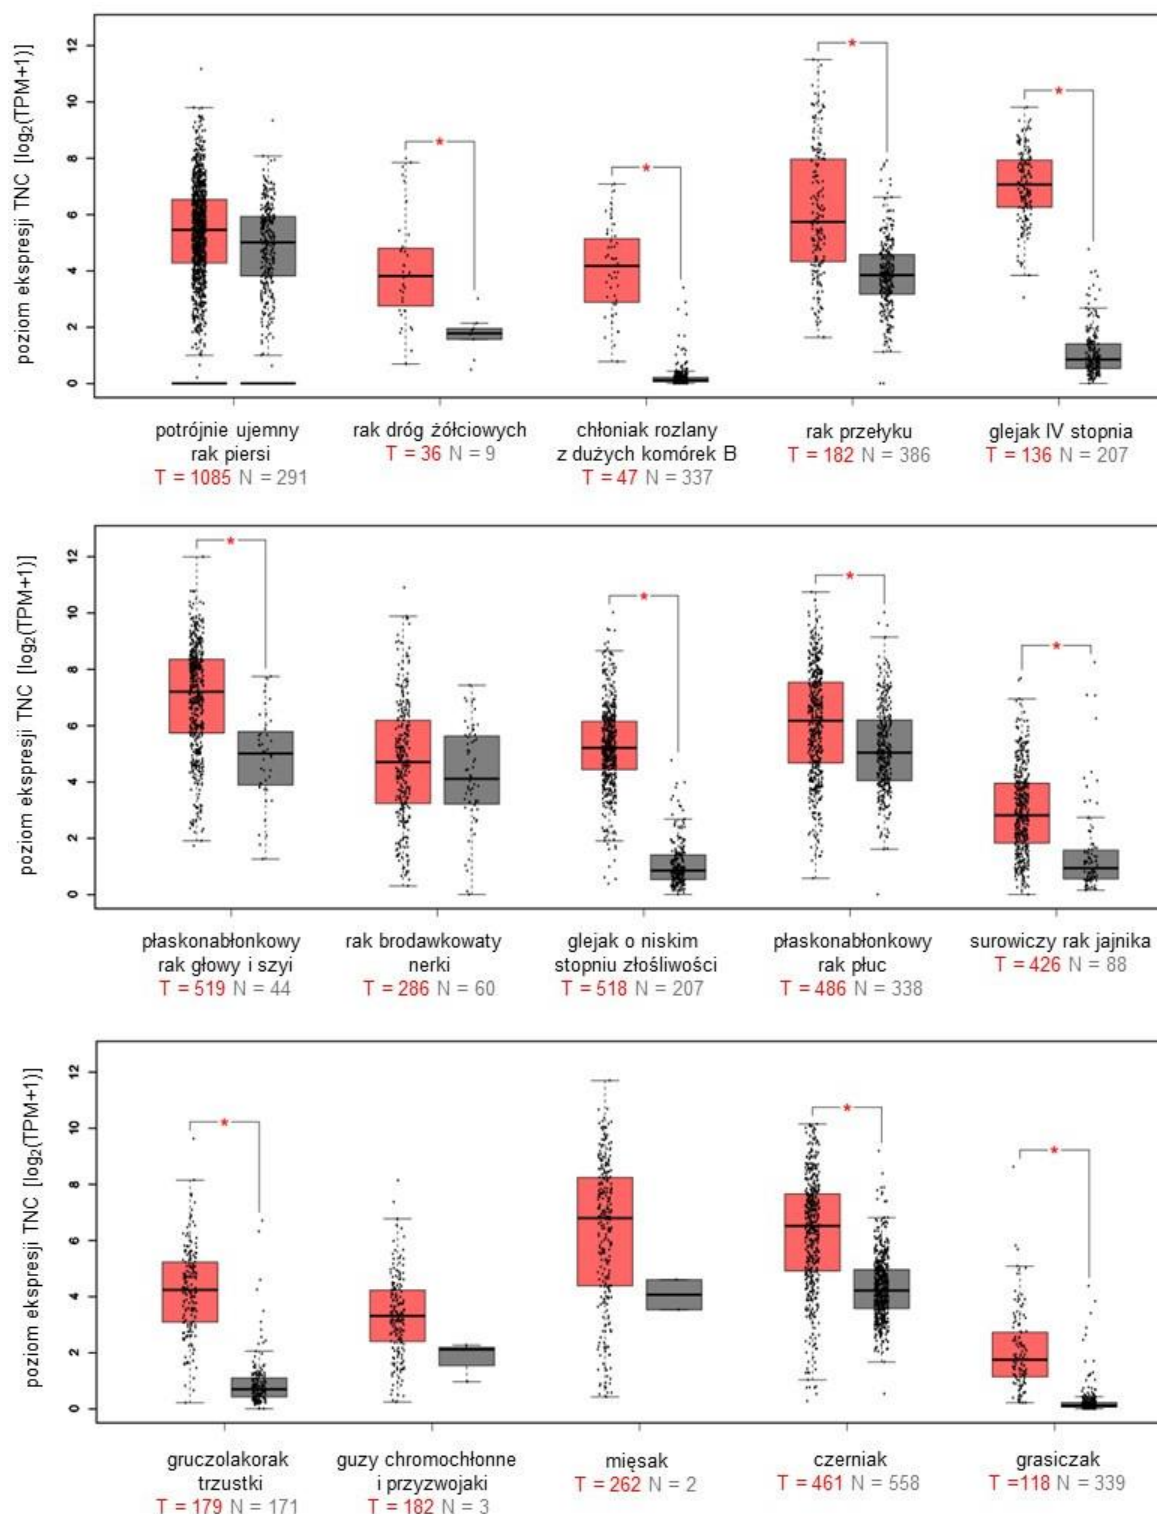 poziom ekspresji TNC [log₂(TPM+1)]
12
10
8
6
4
2
0
* * * *
potrójnie ujemny
rak piersi
T = 1085 N = 291
rak dróg żółciowych
T = 36 N = 9
chłoniak rozlany
z dużych komórek B
T = 47 N = 337
rak przełyku
T = 182 N = 386
glejak IV stopnia
T = 136 N = 207
poziom ekspresji TNC [log₂(TPM+1)]
12
10
8
6
4
2
0
* * * *
płaskonabłonkowy
rak głowy i szyi
T = 519 N = 44
rak brodawkowaty
nerki
T = 286 N = 60
glejak o niskim
stopniu złośliwości
T = 518 N = 207
płaskonabłonkowy
rak płuc
T = 486 N = 338
surowiczy rak jajnika
T = 426 N = 88
poziom ekspresji TNC [log₂(TPM+1)]
12
10
8
6
4
2
0
* * *
gruczolakorak
trzustki
T = 179 N = 171
guzy chromochłonne
i przyzwojaki
T = 182 N = 3
mięsak
T = 262 N = 2
czerniak
T = 461 N = 558
grasiczak
T =118 N = 339